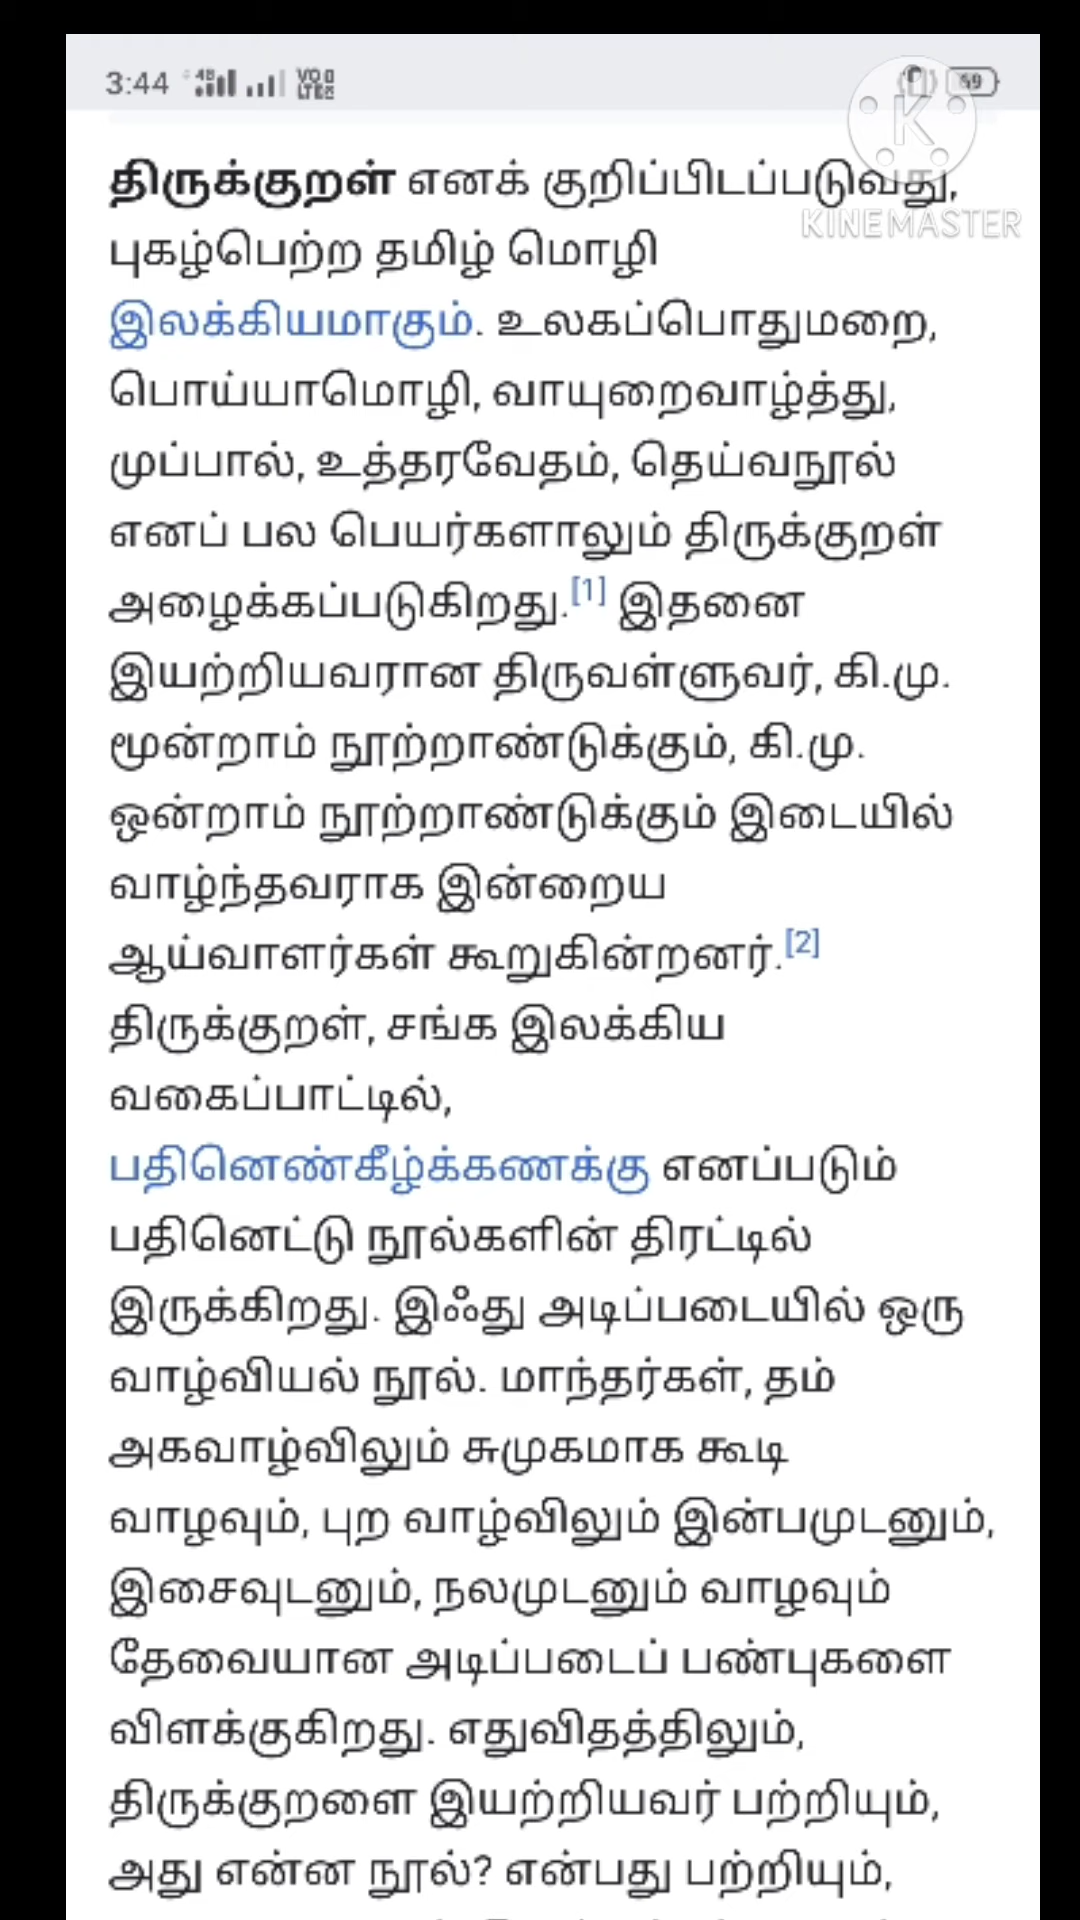 3:44
69
KINEMASTER
திருக்குறள் எனக் குறிப்பிடப்படுவது,
புகழ்பெற்ற தமிழ் மொழி
இலக்கியமாகும். உலகப்பொதுமறை,
பொய்யாமொழி, வாயுறைவாழ்த்து,
முப்பால், உத்தரவேதம், தெய்வநூல்
எனப் பல பெயர்களாலும் திருக்குறள்
அழைக்கப்படுகிறது.[1] இதனை
இயற்றியவரான திருவள்ளுவர், கி.மு.
மூன்றாம் நூற்றாண்டுக்கும், கி.மு.
ஒன்றாம் நூற்றாண்டுக்கும் இடையில்
வாழ்ந்தவராக இன்றைய
ஆய்வாளர்கள் கூறுகின்றனர்.[2]
திருக்குறள், சங்க இலக்கிய
வகைப்பாட்டில்,
பதினெண்கீழ்க்கணக்கு எனப்படும்
பதினெட்டு நூல்களின் திரட்டில்
இருக்கிறது. இஃது அடிப்படையில் ஒரு
வாழ்வியல் நூல். மாந்தர்கள், தம்
அகவாழ்விலும் சுமுகமாக கூடி
வாழவும், புற வாழ்விலும் இன்பமுடனும்,
இசைவுடனும், நலமுடனும் வாழவும்
தேவையான அடிப்படைப் பண்புகளை
விளக்குகிறது. எதுவிதத்திலும்,
திருக்குறளை இயற்றியவர் பற்றியும்,
அது என்ன நூல்? என்பது பற்றியும்,